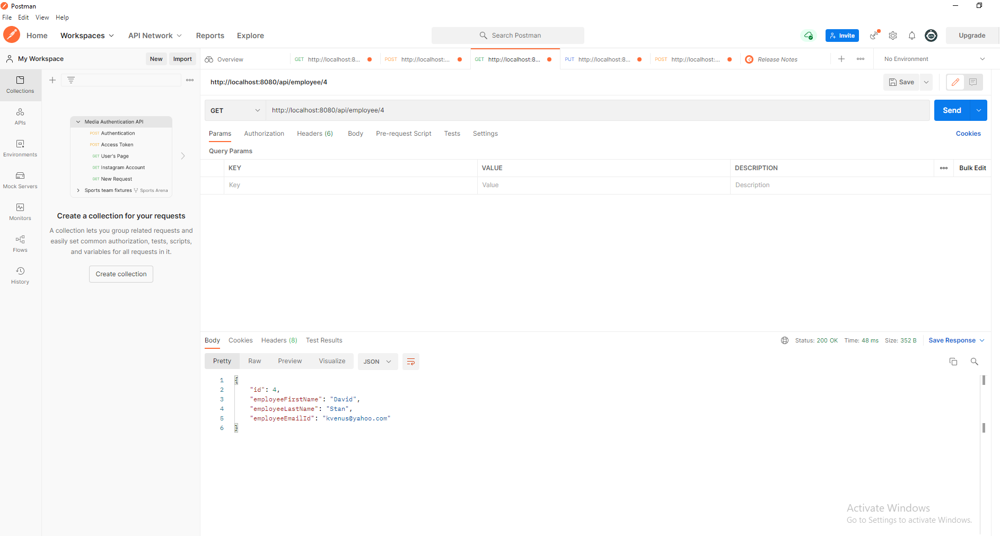 Postman
File Edit View Help
Home Workspaces API Network Reports Explore Search Postman Invite Upgrade
My Workspace New Import Overview GET http://localhost:8... POST http://localhost:... GET http://localhost:8... PUT http://localhost:8... POST http://localhost:... Release Notes No Environment
http://localhost:8080/api/employee/4 Save
GET http://localhost:8080/api/employee/4 Send
Params Authorization Headers (6) Body Pre-request Script Tests Settings Cookies
Query Params
KEY VALUE DESCRIPTION Bulk Edit
Key Value Description
Collections
APIs
Environments
Mock Servers
Monitors
Flows
History
Media Authentication API
POST Authentication
POST Access Token
GET User's Page
GET Instagram Account
GET New Request
Sports team fixtures Sports Arena
Create a collection for your requests
A collection lets you group related requests and
easily set common authorization, tests, scripts,
and variables for all requests in it.
Create collection
Body Cookies Headers (8) Test Results Status: 200 OK Time: 48 ms Size: 352 B Save Response
Pretty Raw Preview Visualize JSON
1 {
2 "id": 4,
3 "employeeFirstName": "David",
4 "employeeLastName": "Stan",
5 "employeeEmailId": "kvenus@yahoo.com"
6 }
Activate Windows
Go to Settings to activate Windows.